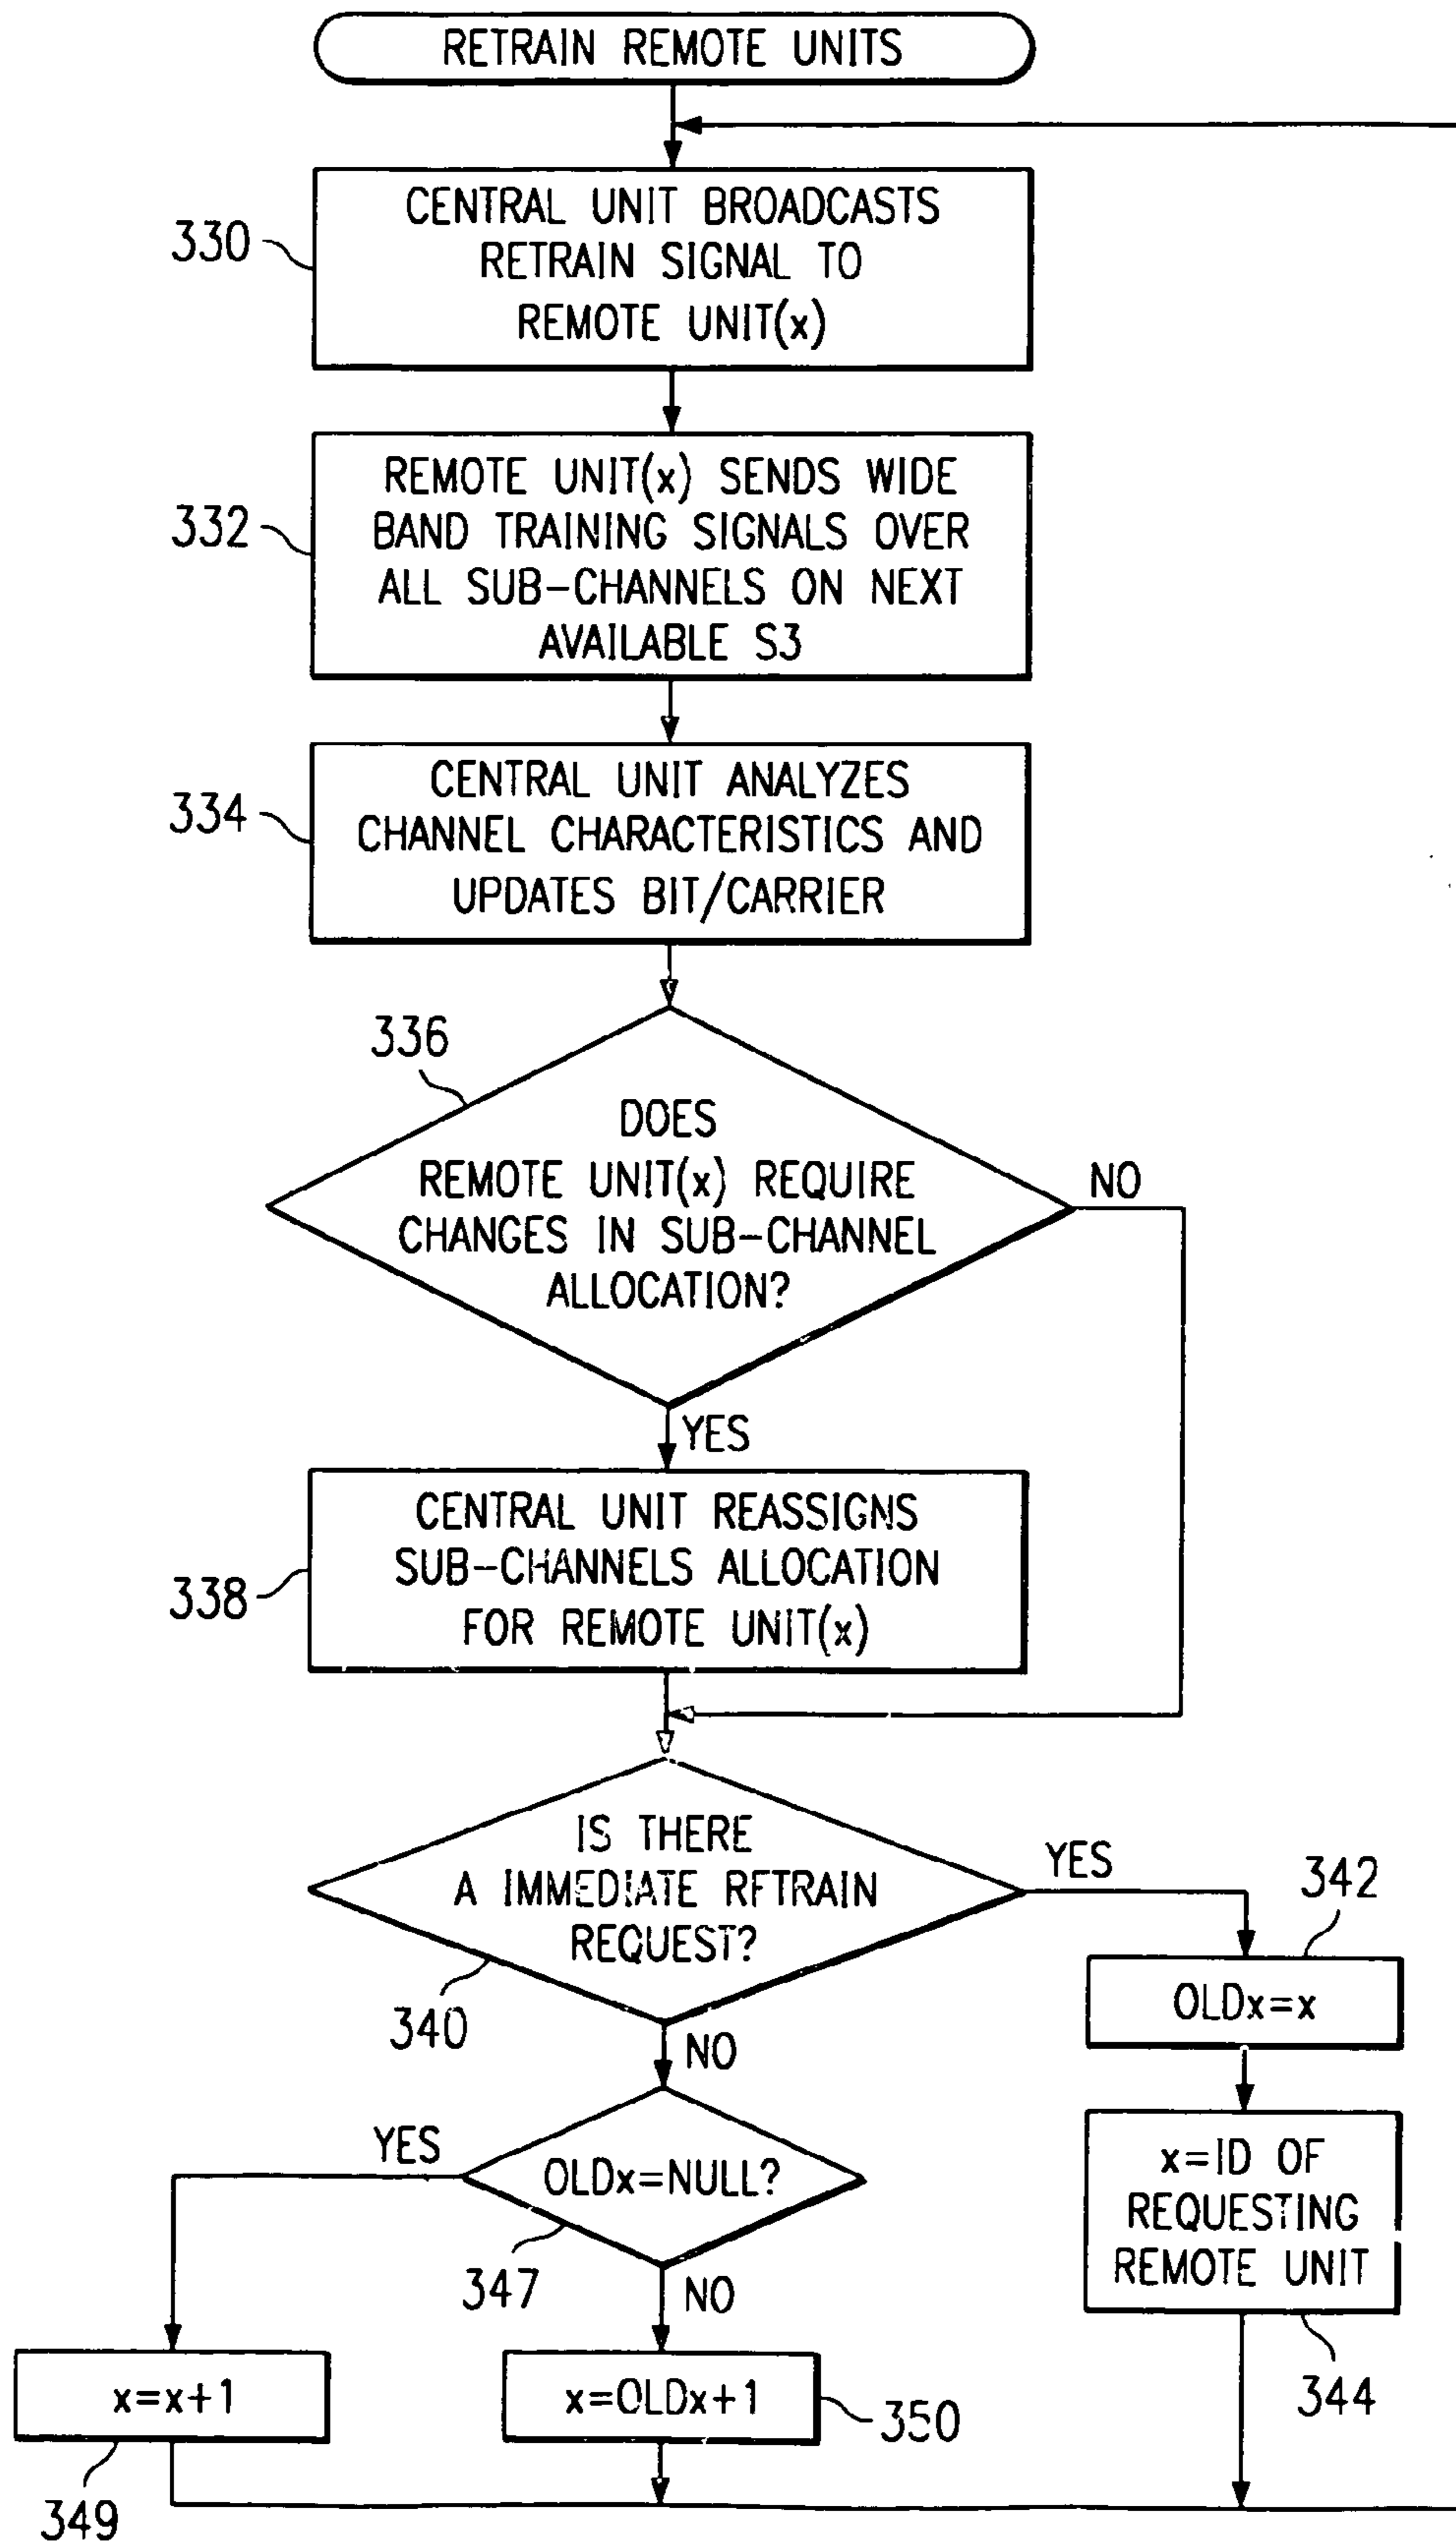 RETRAIN REMOTE UNITS
330
CENTRAL UNIT BROADCASTS
RETRAIN SIGNAL TO
REMOTE UNIT(x)
332
REMOTE UNIT(x) SENDS WIDE
BAND TRAINING SIGNALS OVER
ALL SUB-CHANNELS ON NEXT
AVAILABLE S3
334
CENTRAL UNIT ANALYZES
CHANNEL CHARACTERISTICS AND
UPDATES BIT/CARRIER
336
DOES
REMOTE UNIT(x) REQUIRE
CHANGES IN SUB-CHANNEL
ALLOCATION?
NO
YES
338
CENTRAL UNIT REASSIGNS
SUB-CHANNELS ALLOCATION
FOR REMOTE UNIT(x)
IS THERE
A IMMEDIATE RFTRAIN
REQUEST?
340
YES
342
OLDx=x
NO
x=ID OF
REQUESTING
REMOTE UNIT
344
YES
OLDx=NULL?
347
NO
x=x+1
349
x=OLDx+1
350